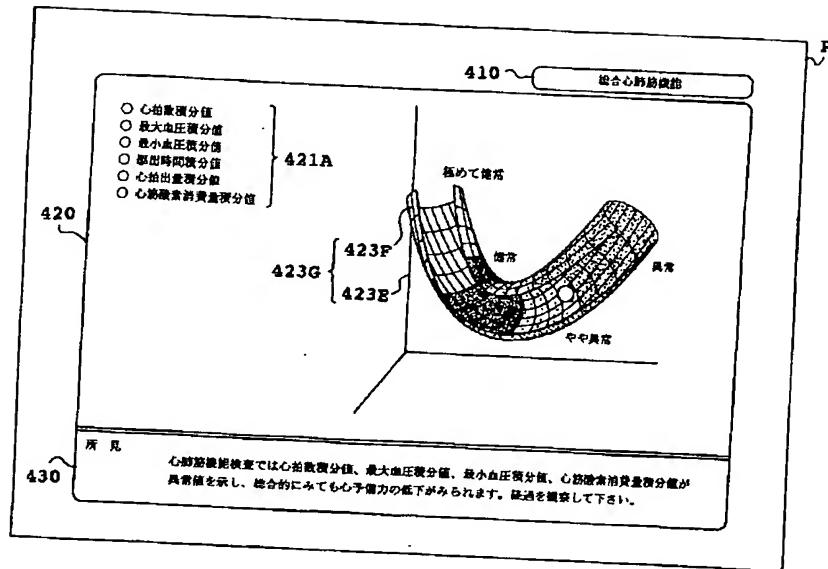 P
410
総合心肺筋機能
○ 心拍数積分値
○ 最大血圧積分値
○ 最小血圧積分値
○ 駆出時間積分値
○ 心拍出量積分値
○ 心筋酸素消費量積分値
421A
420
極めて健常
423F
423G
423E
健常
異常
やや異常
所 見
430
心肺筋機能検査では心拍数積分値、最大血圧積分値、最小血圧積分値、心筋酸素消費量積分値が
異常値を示し、総合的にみても心予備力の低下がみられます。経過を観察して下さい。